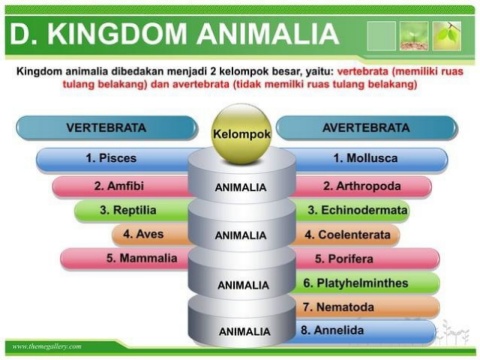 D. KINGDOM ANIMALIA
Kingdom animalia dibedakan menjadi 2 kelompok besar, yaitu: vertebrata (memiliki ruas
tulang belakang) dan avertebrata (tidak memilki ruas tulang belakang)
VERTEBRATA
Kelompok
AVERTEBRATA
1. Pisces
1. Mollusca
2. Amfibi
ANIMALIA
2. Arthropoda
3. Reptilia
3. Echinodermata
4. Aves
ANIMALIA
4. Coelenterata
5. Mammalia
5. Porifera
ANIMALIA
6. Platyhelminthes
7. Nematoda
ANIMALIA
8. Annelida
www.themegallery.com